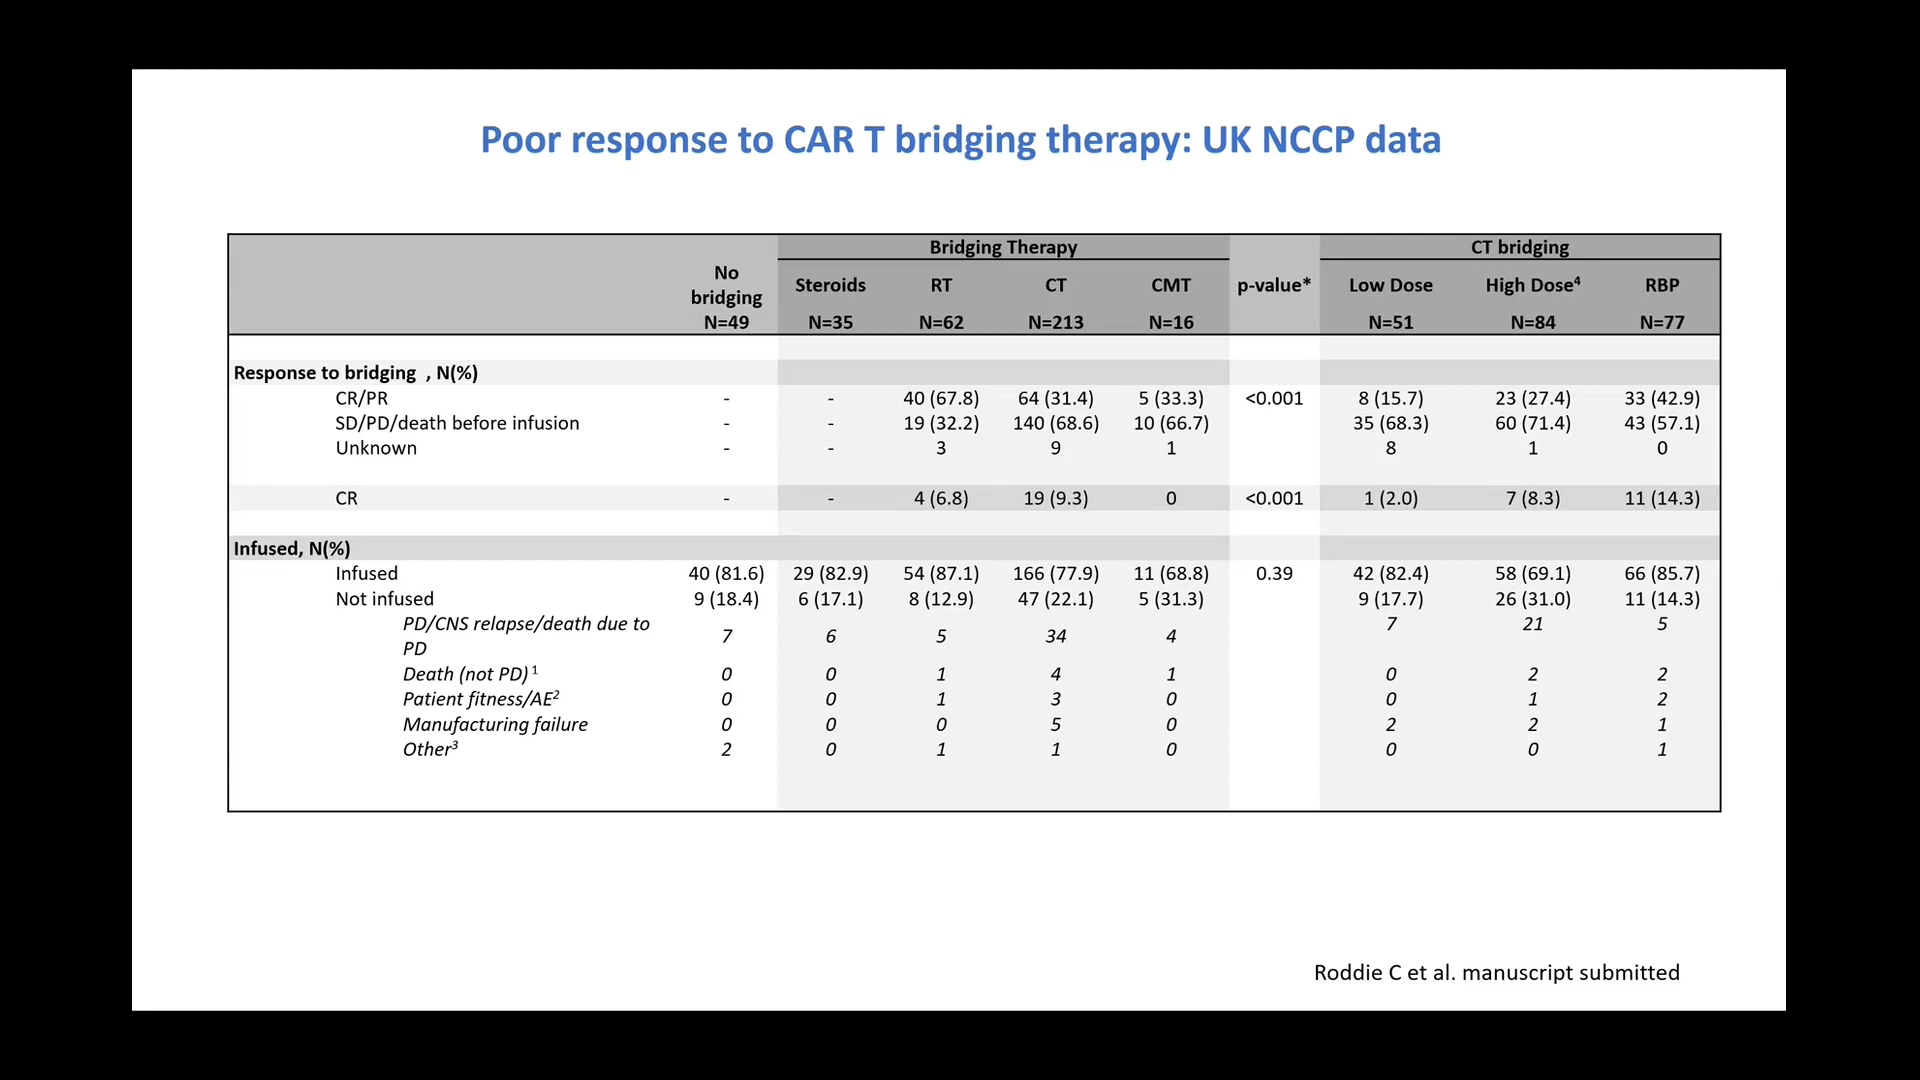 Poor response to CAR T bridging therapy: UK NCCP data
Bridging Therapy CT bridging
No bridging Steroids RT CT CMT p-value* Low Dose High Dose⁴ RBP
N=49 N=35 N=62 N=213 N=16 N=51 N=84 N=77
Response to bridging , N(%)
CR/PR - - 40 (67.8) 64 (31.4) 5 (33.3) <0.001 8 (15.7) 23 (27.4) 33 (42.9)
SD/PD/death before infusion - - 19 (32.2) 140 (68.6) 10 (66.7) 35 (68.3) 60 (71.4) 43 (57.1)
Unknown - - 3 9 1 8 1 0
CR - - 4 (6.8) 19 (9.3) 0 <0.001 1 (2.0) 7 (8.3) 11 (14.3)
Infused, N(%)
Infused 40 (81.6) 29 (82.9) 54 (87.1) 166 (77.9) 11 (68.8) 0.39 42 (82.4) 58 (69.1) 66 (85.7)
Not infused 9 (18.4) 6 (17.1) 8 (12.9) 47 (22.1) 5 (31.3) 9 (17.7) 26 (31.0) 11 (14.3)
PD/CNS relapse/death due to PD 7 6 5 34 4 7 21 5
Death (not PD) ¹ 0 0 1 4 1 0 2 2
Patient fitness/AE² 0 0 1 3 0 0 1 2
Manufacturing failure 0 0 0 5 0 2 2 1
Other³ 2 0 1 1 0 0 0 1
Roddie C et al. manuscript submitted